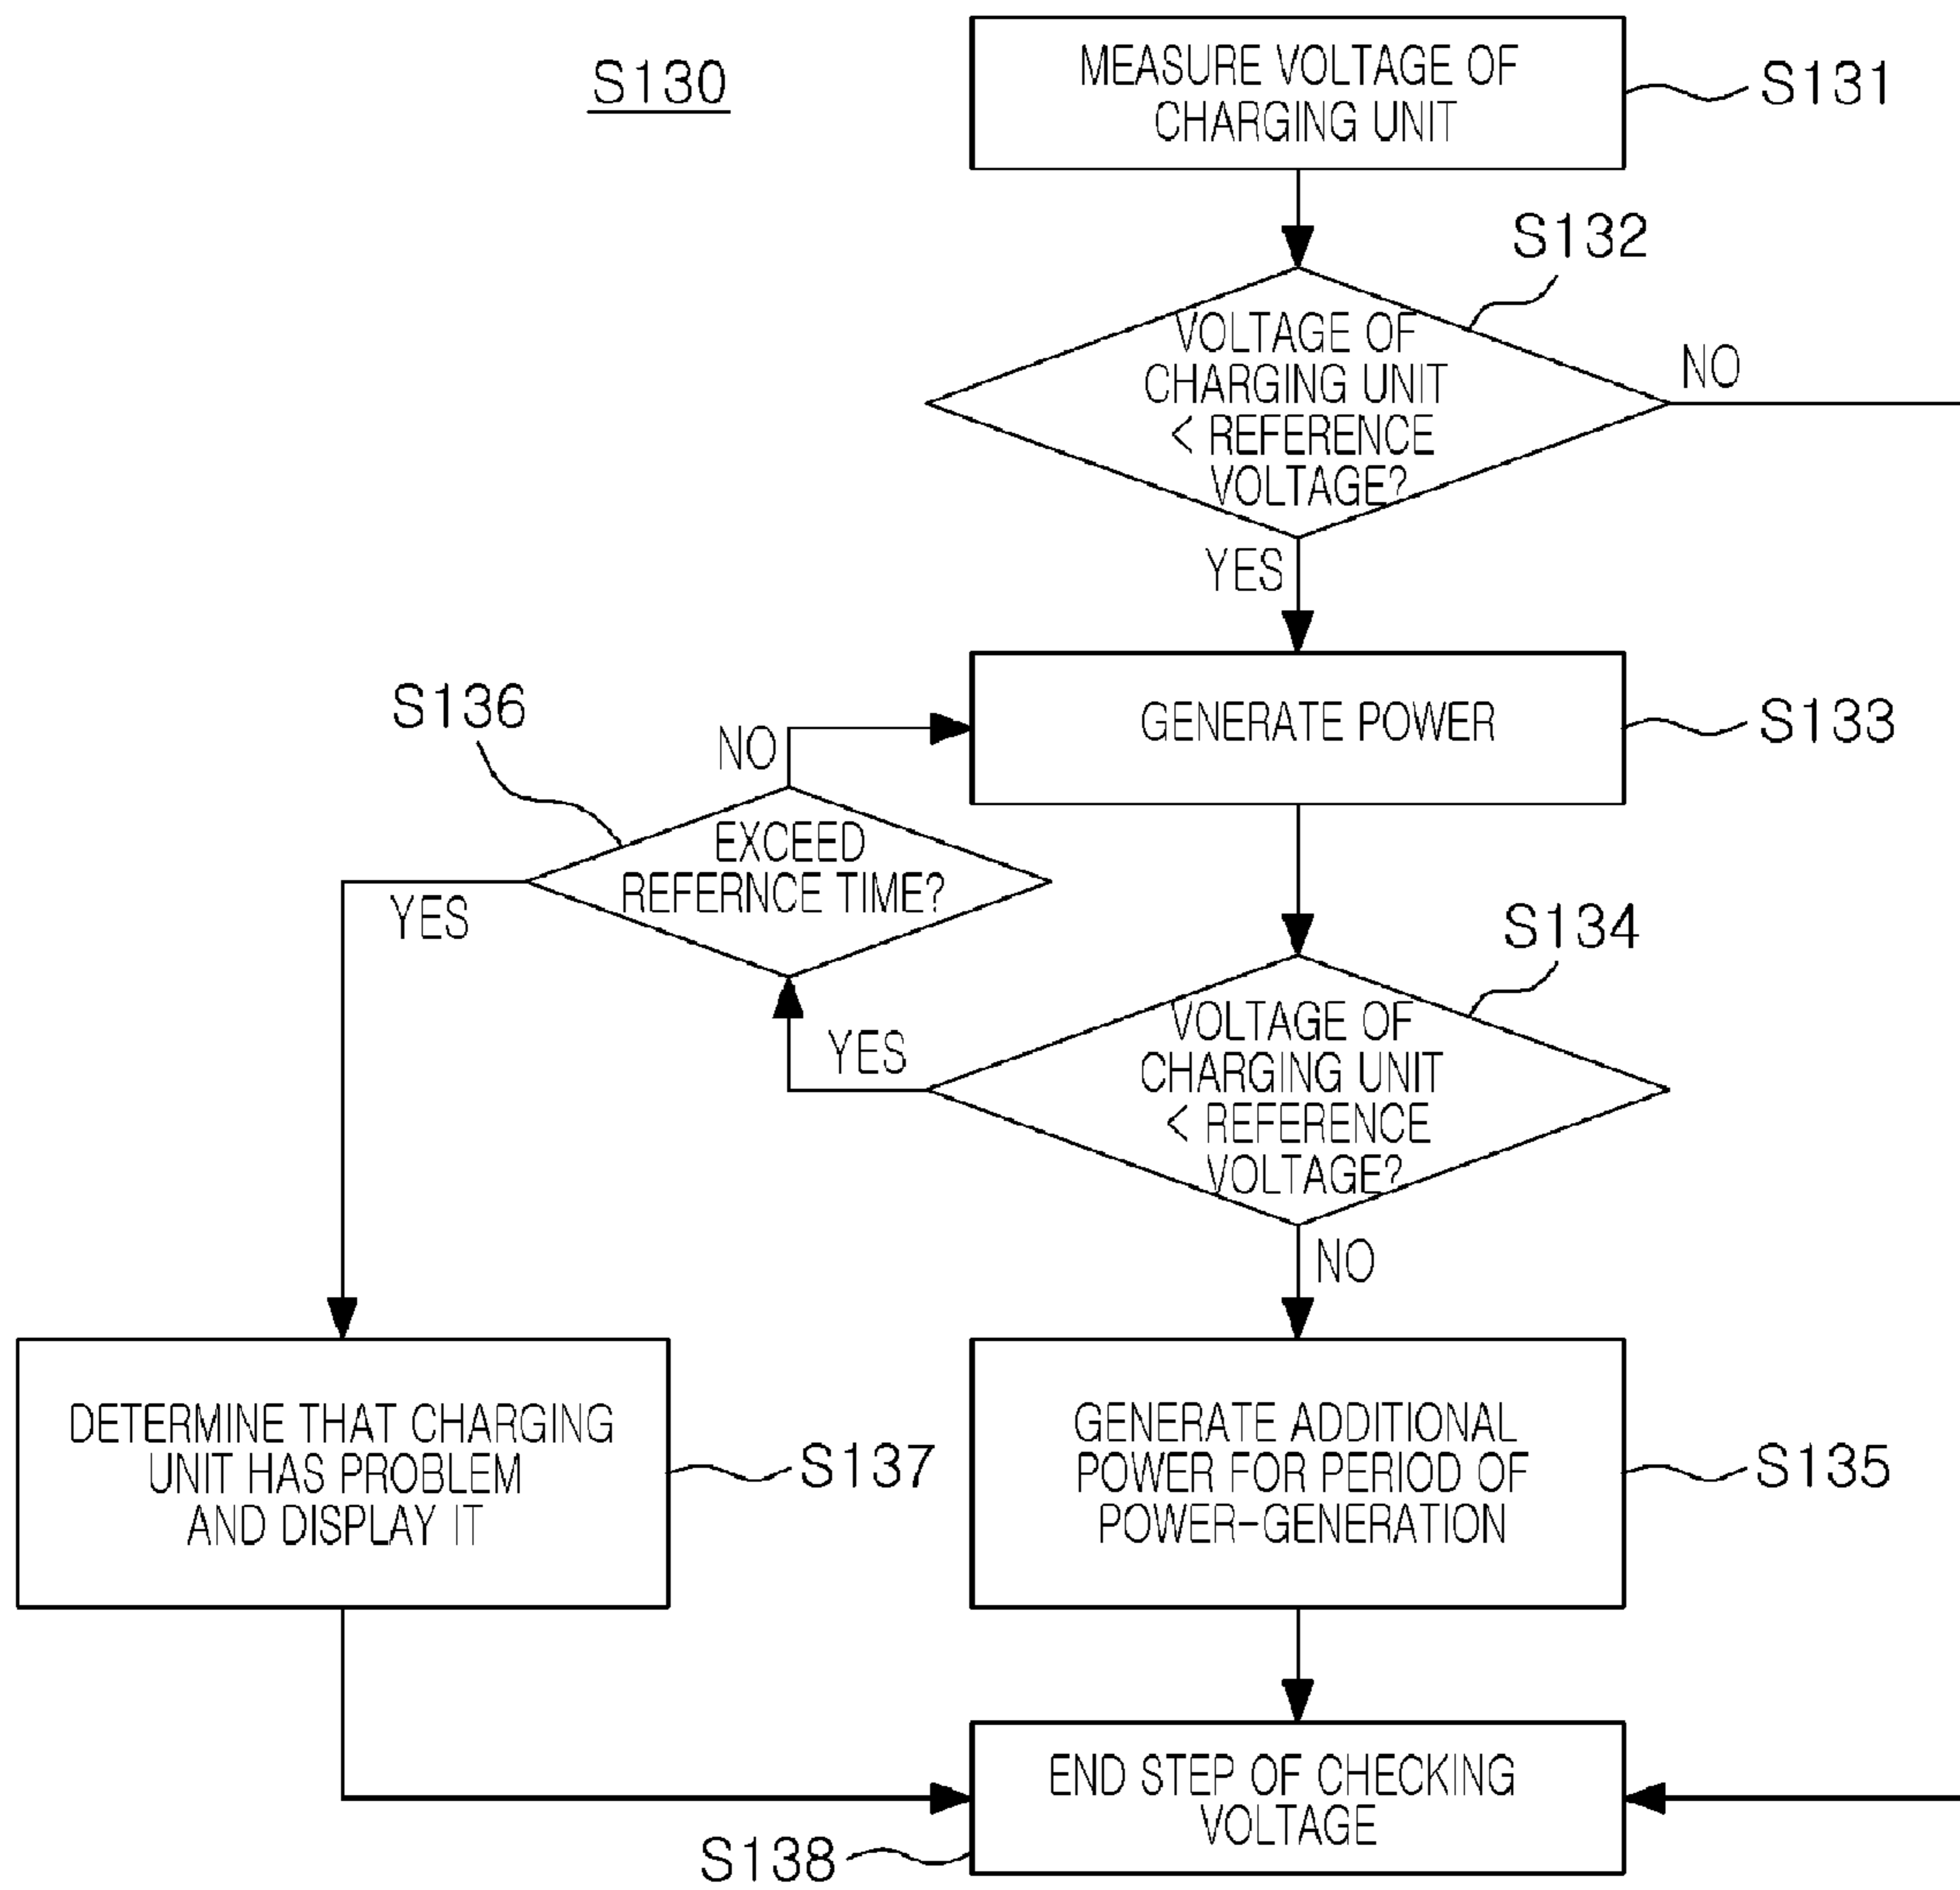 S130
MEASURE VOLTAGE OF
CHARGING UNIT
S131
S132
VOLTAGE OF
CHARGING UNIT
< REFERENCE
VOLTAGE?
NO
YES
GENERATE POWER
S133
S136
NO
EXCEED
REFERNCE TIME?
YES
S134
VOLTAGE OF
CHARGING UNIT
< REFERENCE
VOLTAGE?
YES
NO
DETERMINE THAT CHARGING
UNIT HAS PROBLEM
AND DISPLAY IT
S137
GENERATE ADDITIONAL
POWER FOR PERIOD OF
POWER-GENERATION
S135
END STEP OF CHECKING
VOLTAGE
S138